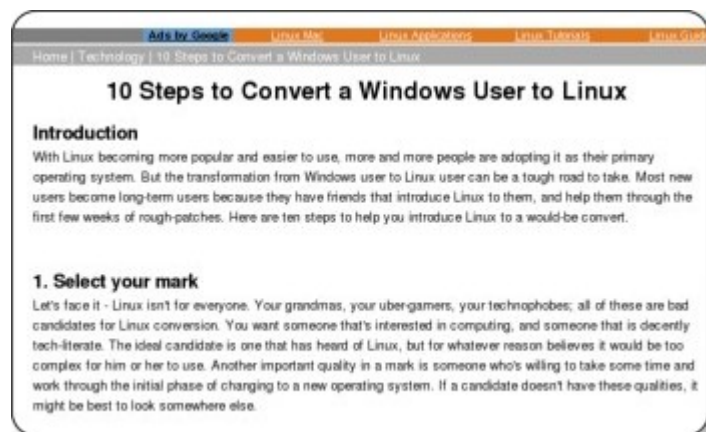 Ads by Google Linux Mac Linux Applications Linux Tutorials Linux Guide
Home | Technology | 10 Steps to Convert a Windows User to Linux
10 Steps to Convert a Windows User to Linux
Introduction
With Linux becoming more popular and easier to use, more and more people are adopting it as their primary
operating system. But the transformation from Windows user to Linux user can be a tough road to take. Most new
users become long-term users because they have friends that introduce Linux to them, and help them through the
first few weeks of rough-patches. Here are ten steps to help you introduce Linux to a would-be convert.
1. Select your mark
Let's face it - Linux isn't for everyone. Your grandmas, your uber-gamers, your technophobes; all of these are bad
candidates for Linux conversion. You want someone that's interested in computing, and someone that is decently
tech-literate. The ideal candidate is one that has heard of Linux, but for whatever reason believes it would be too
complex for him or her to use. Another important quality in a mark is someone who's willing to take some time and
work through the initial phase of changing to a new operating system. If a candidate doesn't have these qualities, it
might be best to look somewhere else.